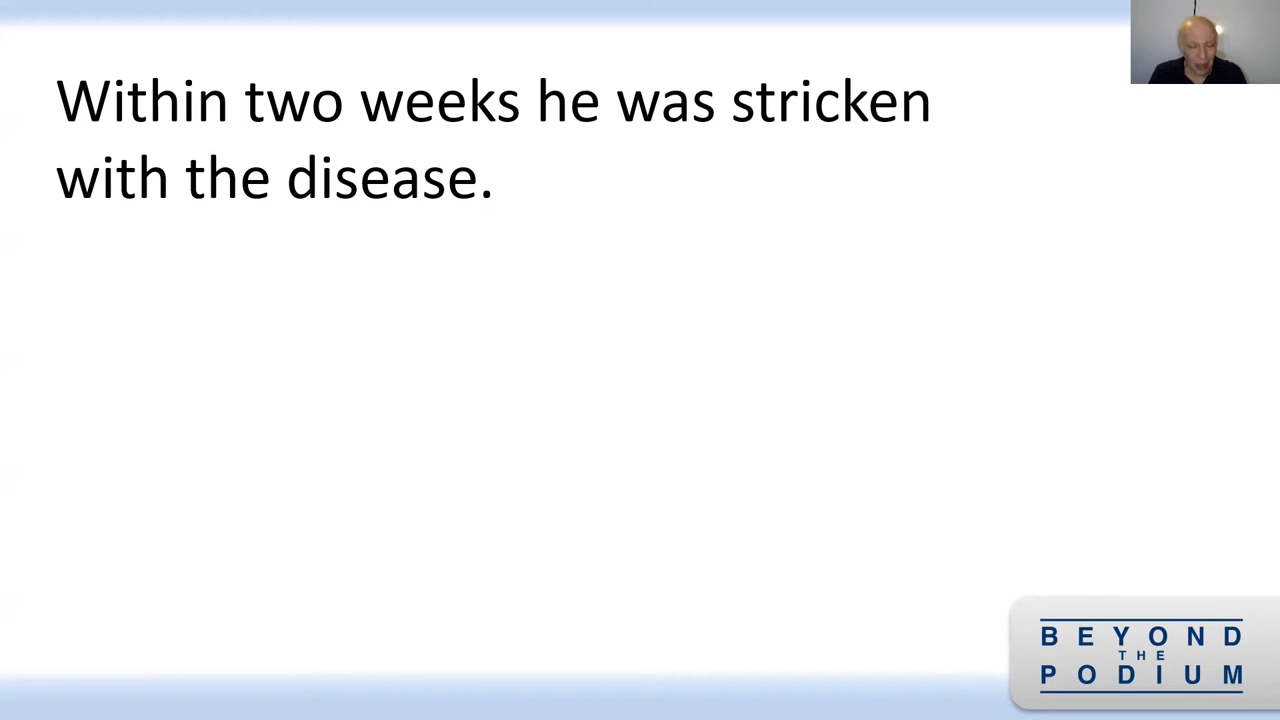 Within two weeks he was stricken
with the disease.
BEYOND
THE
PODIUM